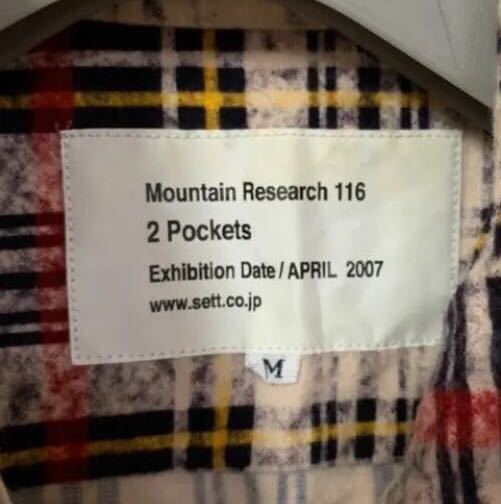 Mountain Research 116
2 Pockets
Exhibition Date/APRIL 2007
www.sett.co.jp
M